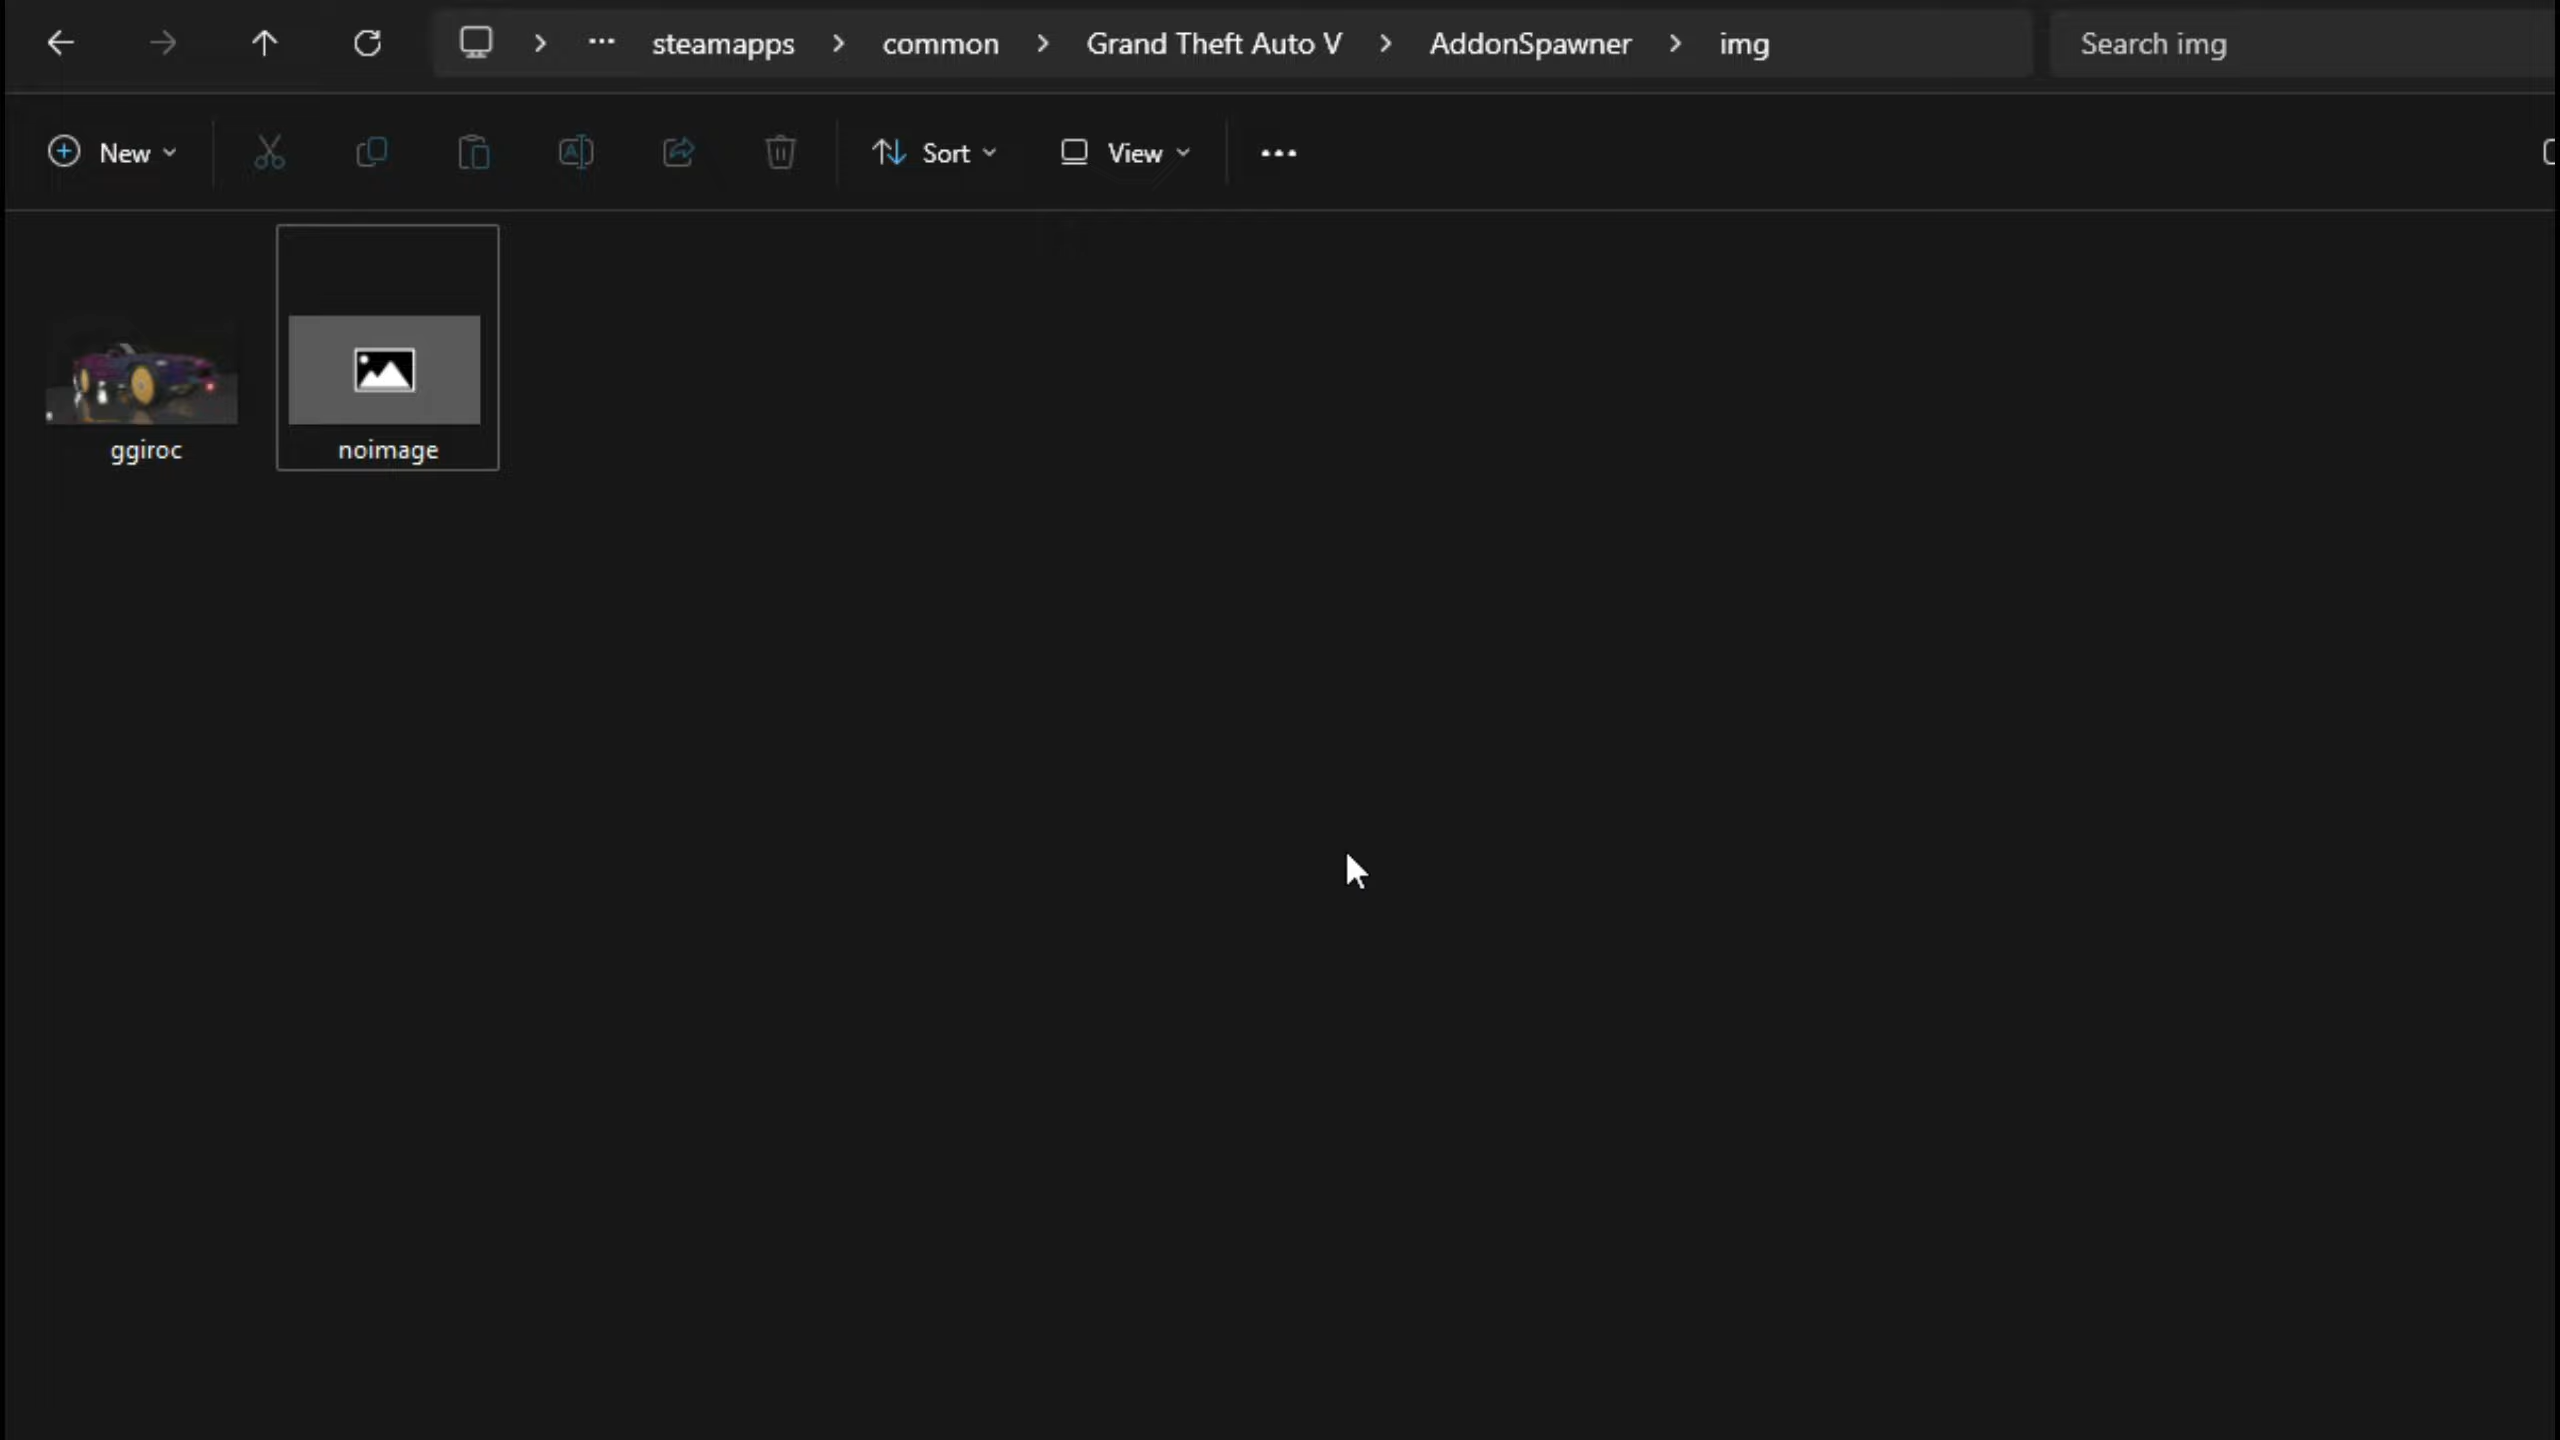 steamapps > common > Grand Theft Auto V > AddonSpawner > img
Search img
New
Sort
View
ggiroc
noimage